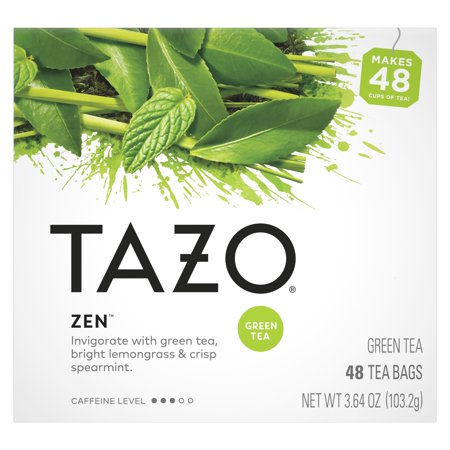 MAKES
48
CUPS OF TEA!
TAZO®
ZEN™
GREEN
TEA
Invigorate with green tea,
bright lemongrass & crisp
spearmint.
CAFFEINE LEVEL
GREEN TEA
48 TEA BAGS
NET WT 3.64 OZ (103.2g)